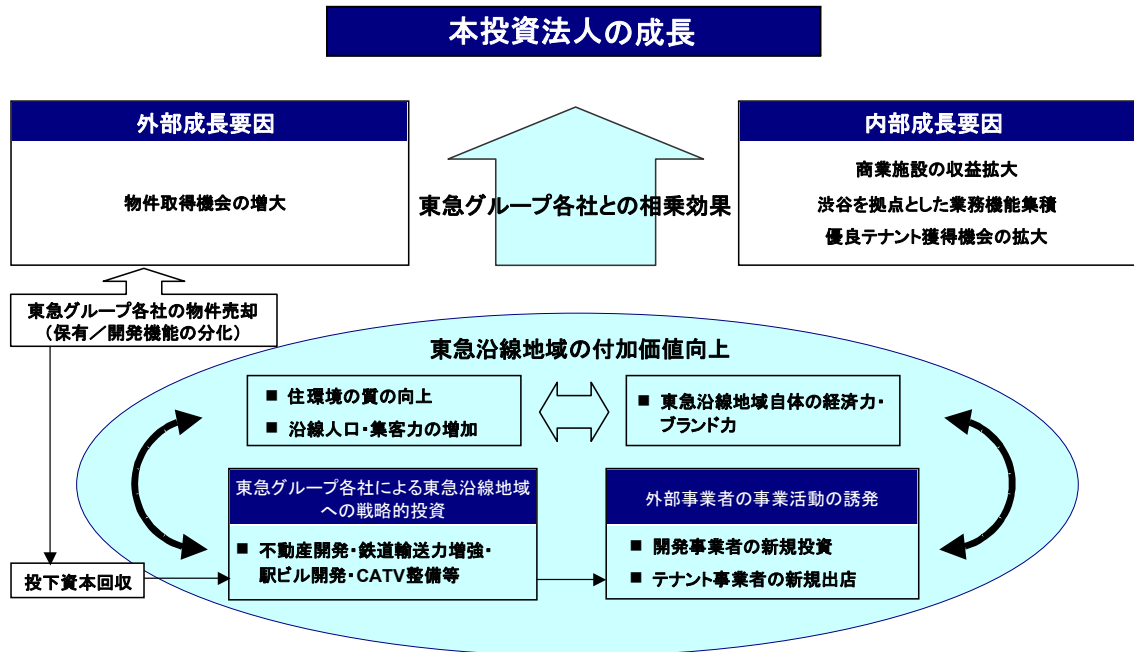 本投資法人の成長
外部成長要因
物件取得機会の増大
東急グループ各社との相乗効果
内部成長要因
商業施設の収益拡大
渋谷を拠点とした業務機能集積
優良テナント獲得機会の拡大
東急グループ各社の物件売却
（保有／開発機能の分化）
東急沿線地域の付加価値向上
■ 住環境の質の向上
■ 沿線人口・集客力の増加
■ 東急沿線地域自体の経済力・
ブランド力
東急グループ各社による東急沿線地域
への戦略的投資
■ 不動産開発・鉄道輸送力増強・
駅ビル開発・CATV整備等
外部事業者の事業活動の誘発
■ 開発事業者の新規投資
■ テナント事業者の新規出店
投下資本回収